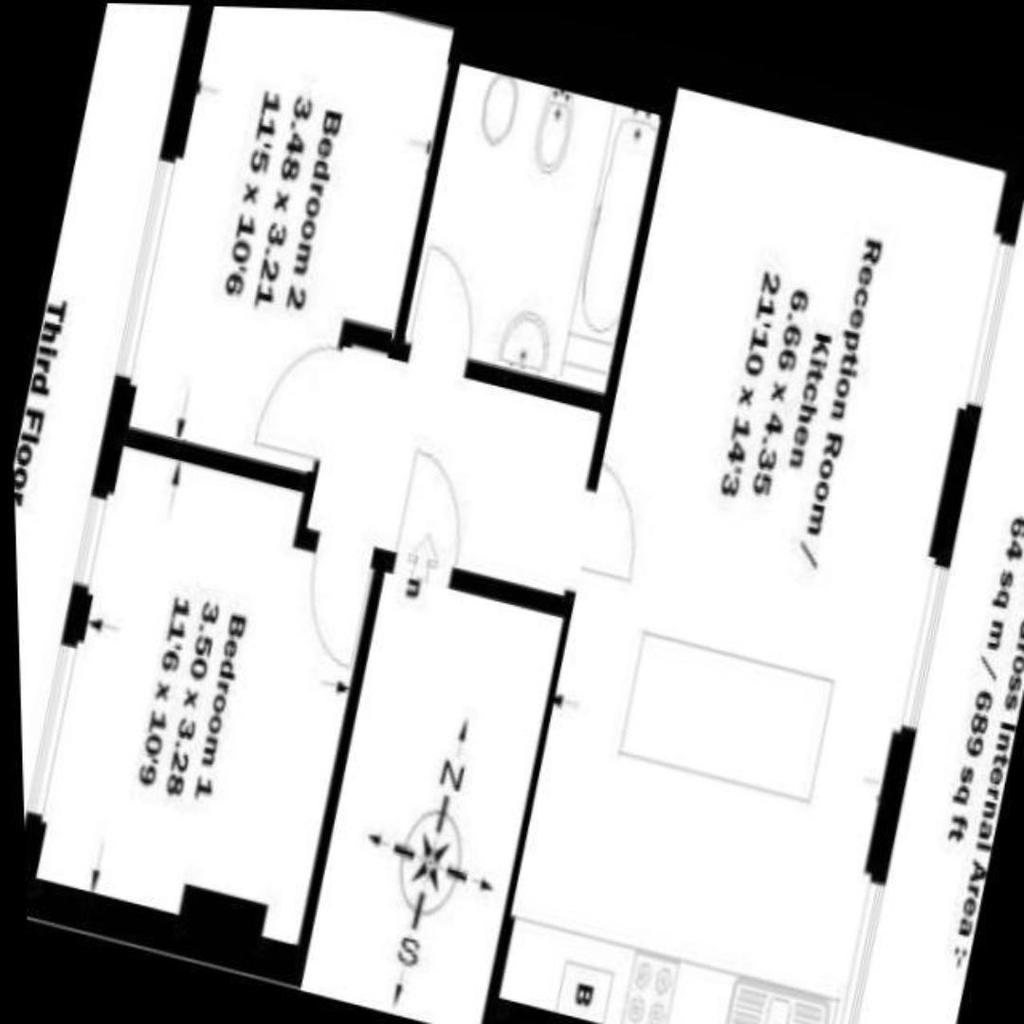 Gross Internal Area :-
64 sq m / 689 sq ft
Reception Room /
Kitchen
6.66 x 4.35
21'10 x 14'3
Bedroom 2
3.48 x 3.21
11'5 x 10'6
Bedroom 1
3.50 x 3.28
11'6 x 10'9
N
S
B
Third Floor